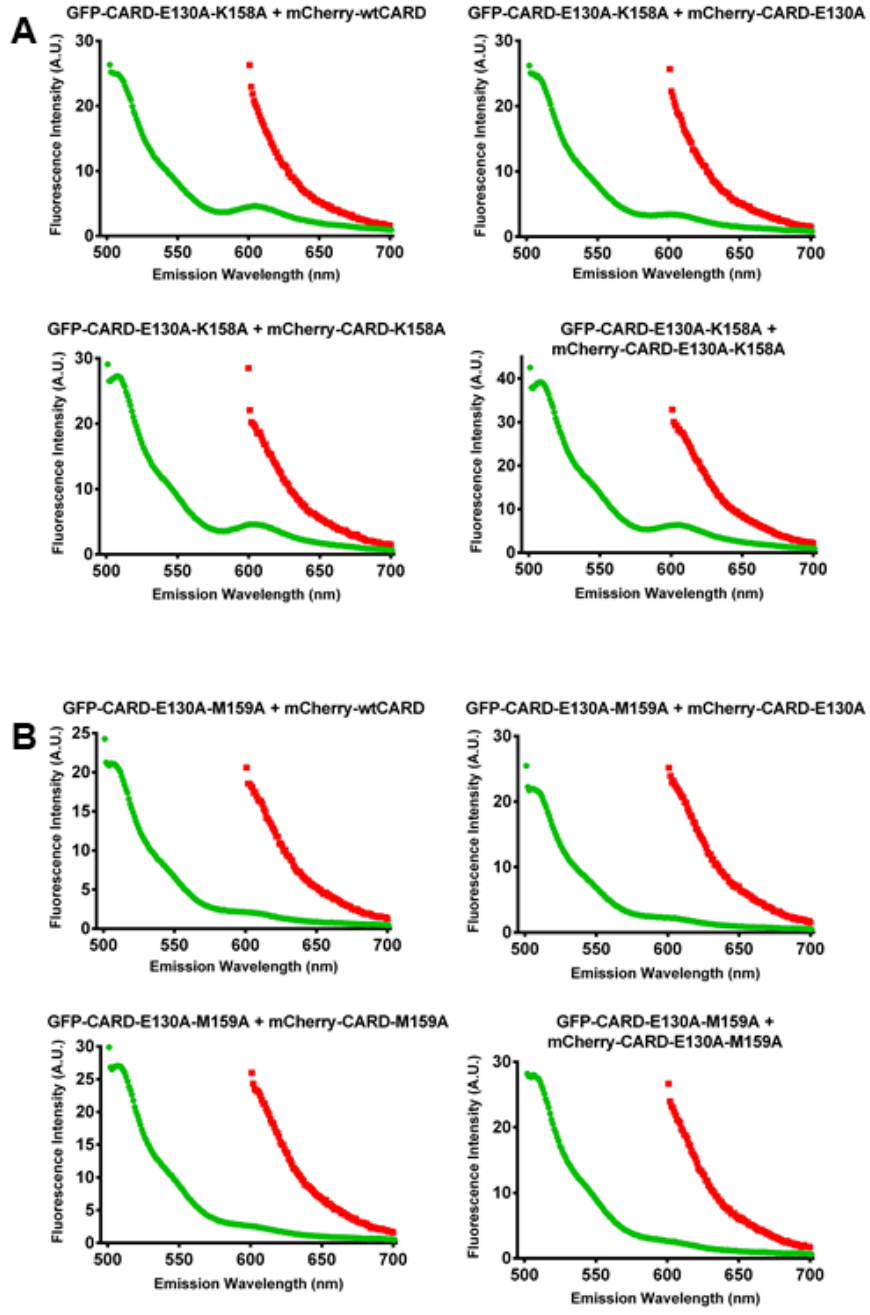 A
GFP-CARD-E130A-K158A + mCherry-wtCARD
Fluorescence Intensity (A.U.)
30
20
10
0
500 550 600 650 700
Emission Wavelength (nm)
GFP-CARD-E130A-K158A + mCherry-CARD-E130A
Fluorescence Intensity (A.U.)
30
20
10
0
500 550 600 650 700
Emission Wavelength (nm)
GFP-CARD-E130A-K158A + mCherry-CARD-K158A
Fluorescence Intensity (A.U.)
30
20
10
0
500 550 600 650 700
Emission Wavelength (nm)
GFP-CARD-E130A-K158A +
mCherry-CARD-E130A-K158A
Fluorescence Intensity (A.U.)
40
30
20
10
0
500 550 600 650 700
Emission Wavelength (nm)
B
GFP-CARD-E130A-M159A + mCherry-wtCARD
Fluorescence Intensity (A.U.)
25
20
15
10
5
0
500 550 600 650 700
Emission Wavelength (nm)
GFP-CARD-E130A-M159A + mCherry-CARD-E130A
Fluorescence Intensity (A.U.)
30
20
10
0
500 550 600 650 700
Emission Wavelength (nm)
GFP-CARD-E130A-M159A + mCherry-CARD-M159A
Fluorescence Intensity (A.U.)
30
25
20
15
10
5
0
500 550 600 650 700
Emission Wavelength (nm)
GFP-CARD-E130A-M159A +
mCherry-CARD-E130A-M159A
Fluorescence Intensity (A.U.)
30
20
10
0
500 550 600 650 700
Emission Wavelength (nm)